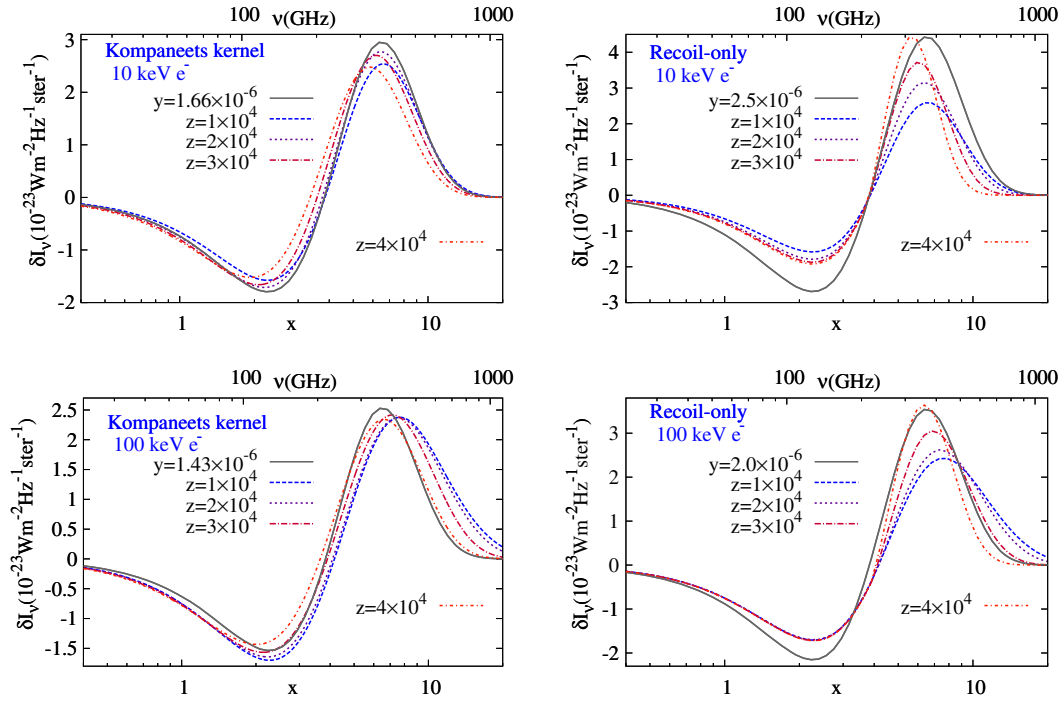 ν(GHz)
100 1000
Kompaneets kernel
10 keV e⁻
y=1.66×10⁻⁶
z=1×10⁴
z=2×10⁴
z=3×10⁴
z=4×10⁴
δIᵥ(10⁻²³Wm⁻²Hz⁻¹ster⁻¹)
3
2
1
0
-1
-2
1 x 10
ν(GHz)
100 1000
Recoil-only
10 keV e⁻
y=2.5×10⁻⁶
z=1×10⁴
z=2×10⁴
z=3×10⁴
z=4×10⁴
δIᵥ(10⁻²³Wm⁻²Hz⁻¹ster⁻¹)
4
3
2
1
0
-1
-2
-3
1 x 10
100 ν(GHz) 1000
Kompaneets kernel
100 keV e⁻
y=1.43×10⁻⁶
z=1×10⁴
z=2×10⁴
z=3×10⁴
z=4×10⁴
δIᵥ(10⁻²³Wm⁻²Hz⁻¹ster⁻¹)
2.5
2
1.5
1
0.5
0
-0.5
-1
-1.5
1 x 10
100 ν(GHz) 1000
Recoil-only
100 keV e⁻
y=2.0×10⁻⁶
z=1×10⁴
z=2×10⁴
z=3×10⁴
z=4×10⁴
δIᵥ(10⁻²³Wm⁻²Hz⁻¹ster⁻¹)
3
2
1
0
-1
-2
1 x 10